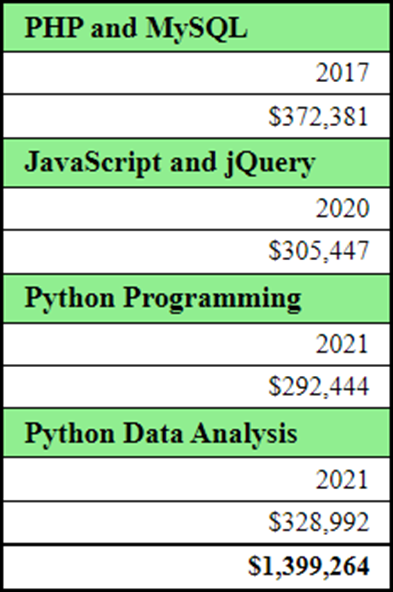 PHP and MySQL
2017
$372,381
JavaScript and jQuery
2020
$305,447
Python Programming
2021
$292,444
Python Data Analysis
2021
$328,992
$1,399,264